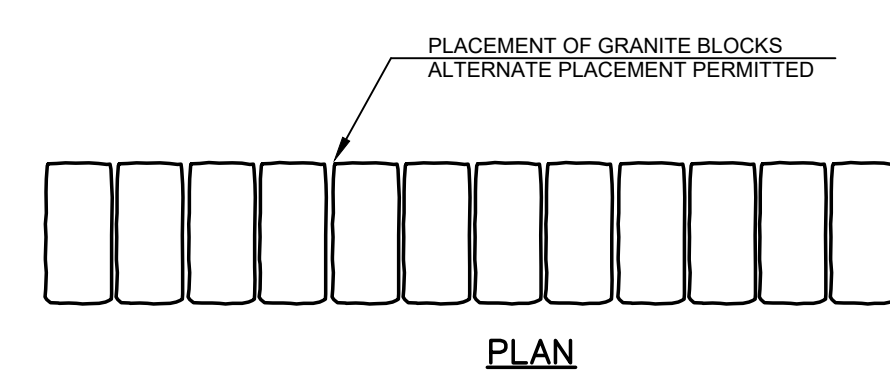 PLACEMENT OF GRANITE BLOCKS
ALTERNATE PLACEMENT PERMITTED
PLAN